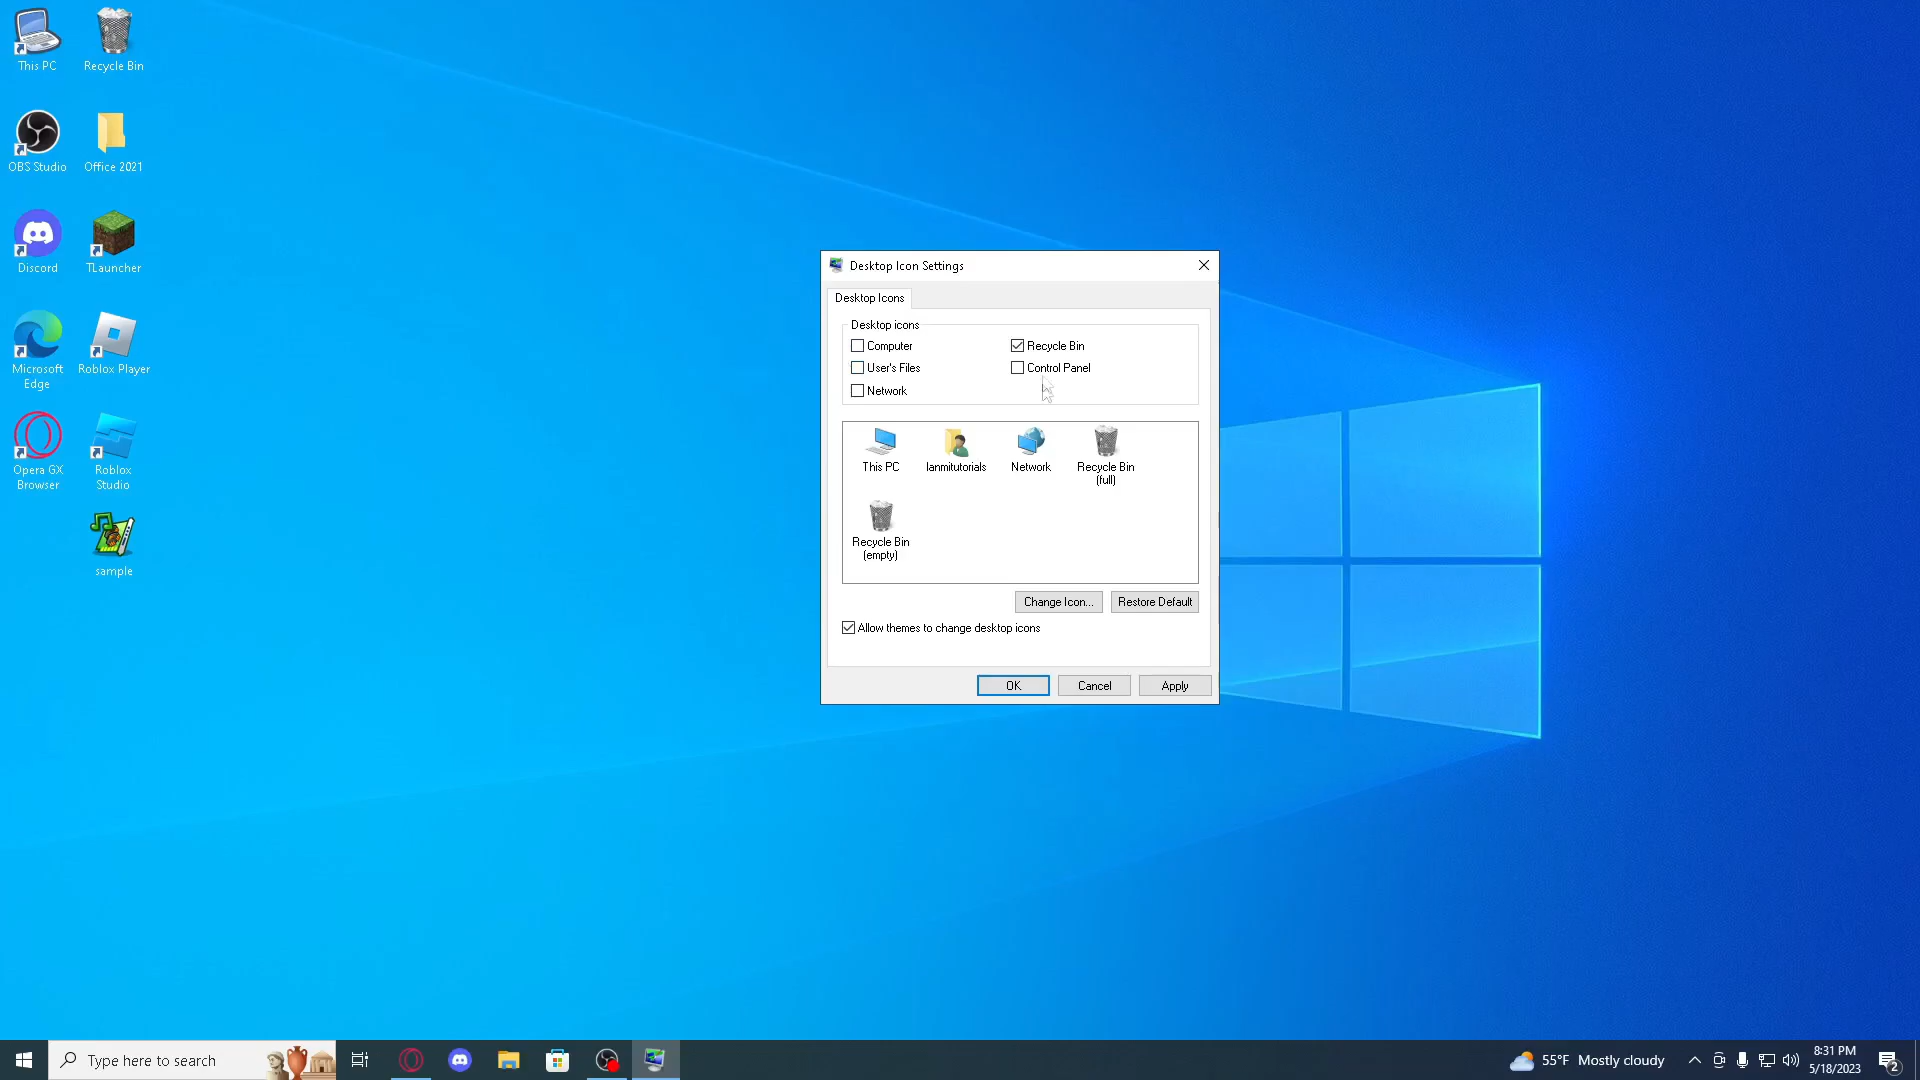 This PC
Recycle Bin
OBS Studio
Office 2021
Discord
TLauncher
Microsoft
Edge
Roblox Player
Opera GX
Browser
Roblox
Studio
sample
Desktop Icon Settings
Desktop Icons
Desktop icons
Computer
Recycle Bin
User's Files
Control Panel
Network
This PC
Ianmitutorials
Network
Recycle Bin
(full)
Recycle Bin
(empty)
Change Icon...
Restore Default
Allow themes to change desktop icons
OK
Cancel
Apply
Type here to search
55°F Mostly cloudy
8:31 PM
5/18/2023
2